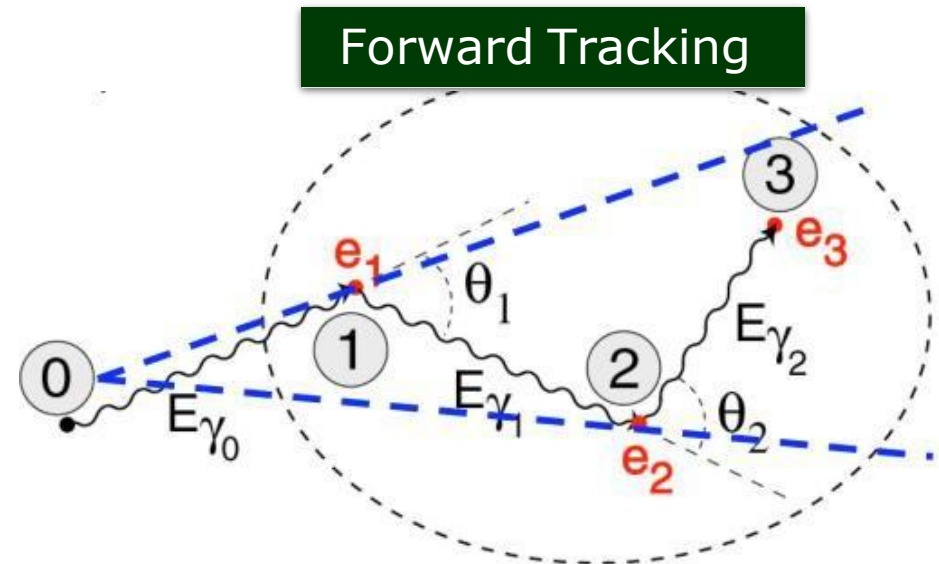 Forward Tracking
3
e₃
e₁
θ₁
1
0
2
Eγ₂
Eγ₁
Eγ₀
θ₂
e₂